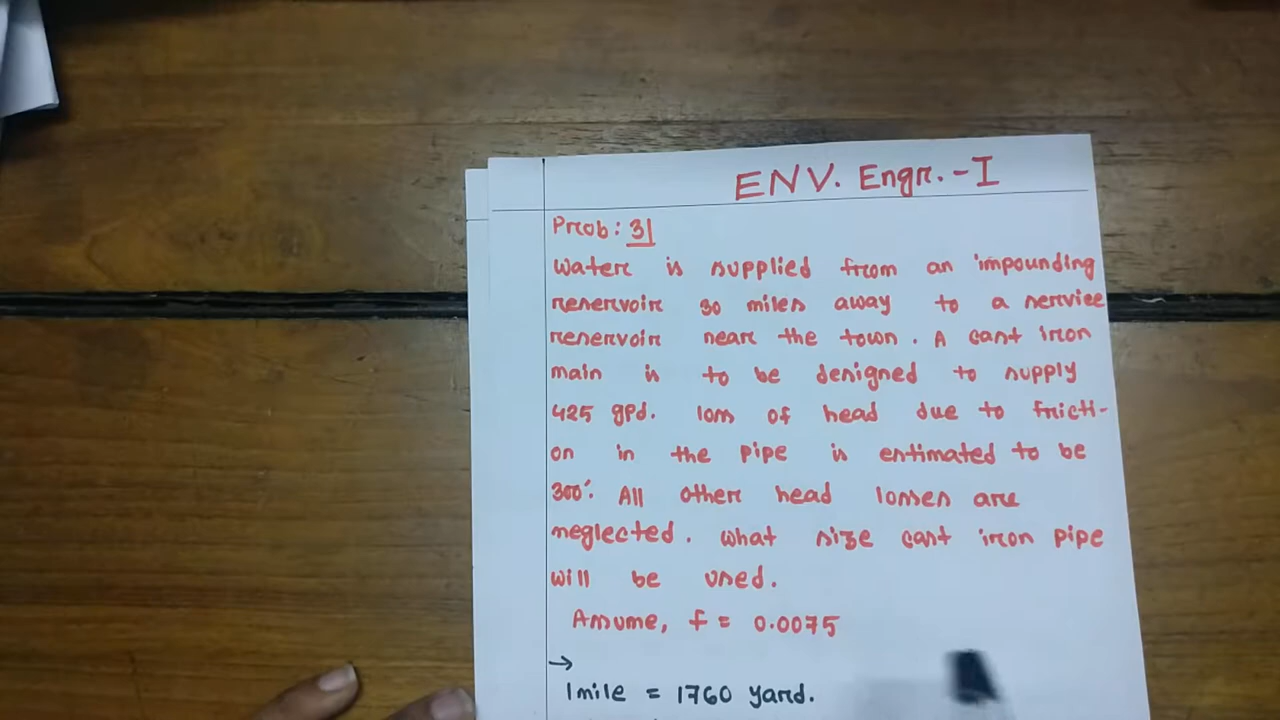 ENV. Engr. - I
Prob: 31
Water is supplied from an impounding
reservoir 30 miles away to a service
reservoir near the town. A cast iron
main is to be designed to supply
425 gpd. loss of head due to fricti-
on in the pipe is estimated to be
300'. All other head losses are
neglected. what size cast iron pipe
will be used.
Assume, f = 0.0075
→
1mile = 1760 yard.